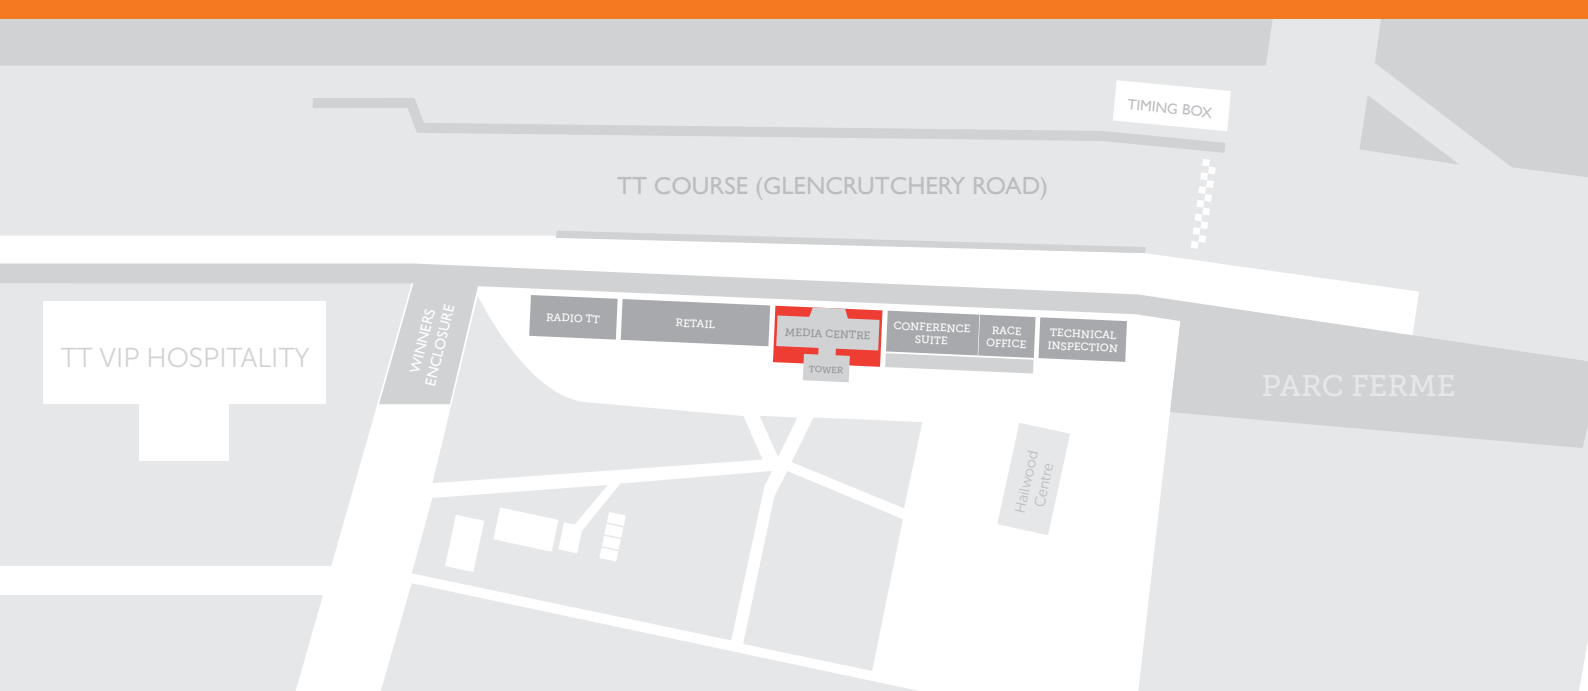 TIMING BOX
TT COURSE (GLENCRUTCHERY ROAD)
WINNERS
ENCLOSURE
TT VIP HOSPITALITY
RADIO TT
RETAIL
MEDIA CENTRE
TOWER
CONFERENCE
SUITE
RACE
OFFICE
TECHNICAL
INSPECTION
PARC FERME
Hailwood
Centre